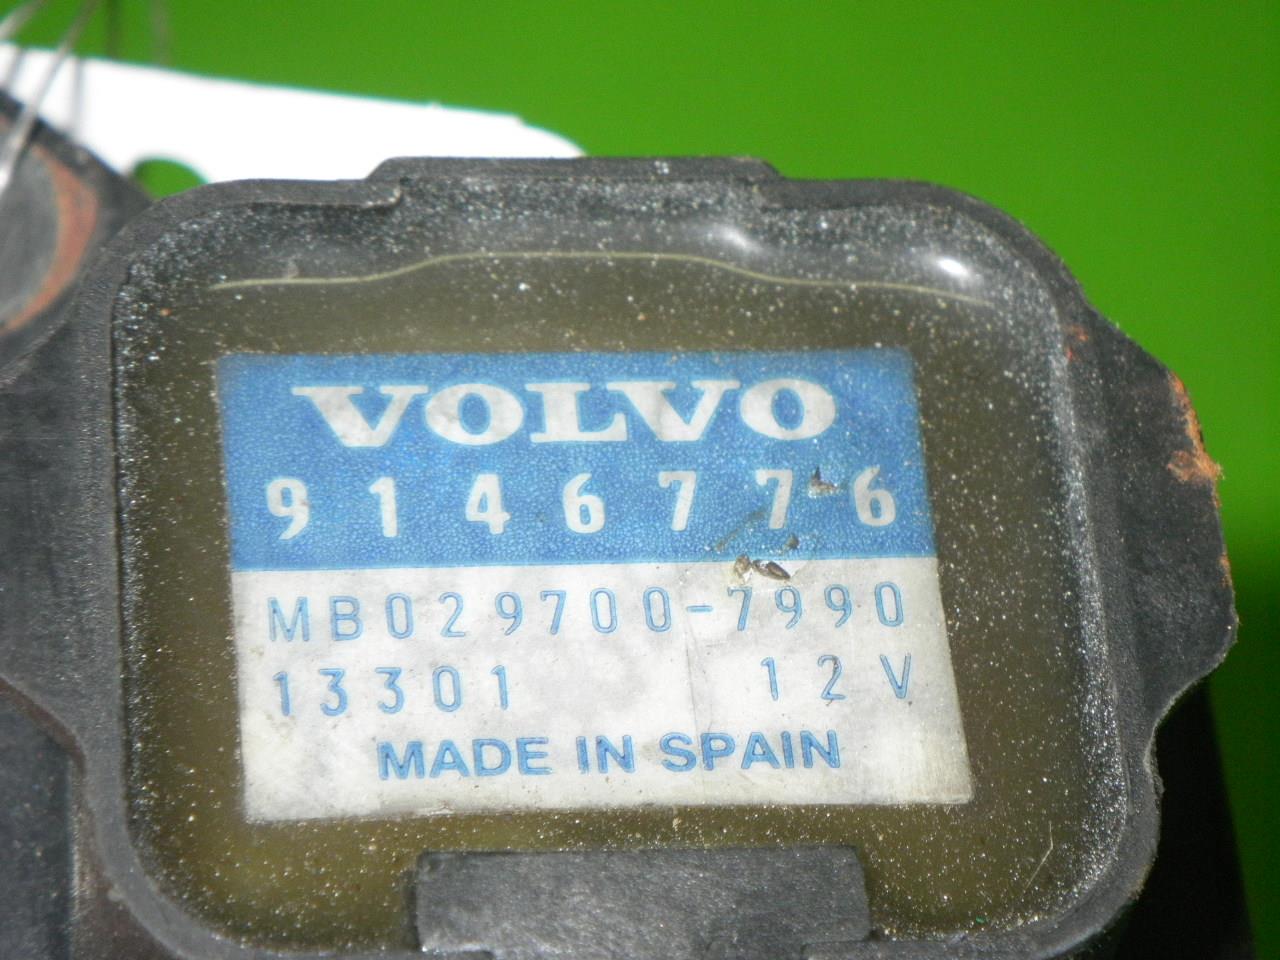 VOLVO
9146776
MB029700-7990
13301 12V
MADE IN SPAIN